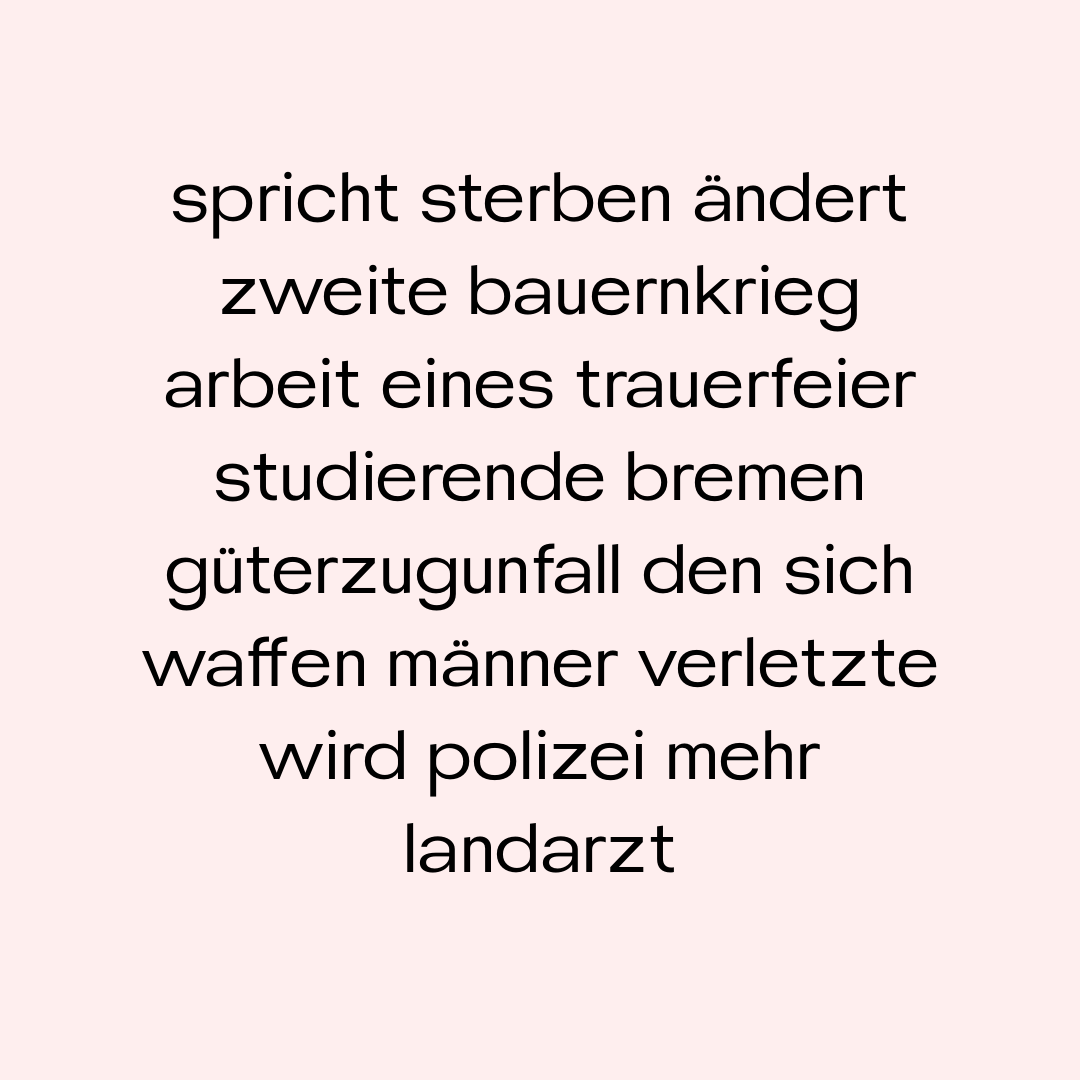 spricht sterben ändert
zweite bauernkrieg
arbeit eines trauerfeier
studierende bremen
güterzugunfall den sich
waffen männer verletzte
wird polizei mehr
landarzt